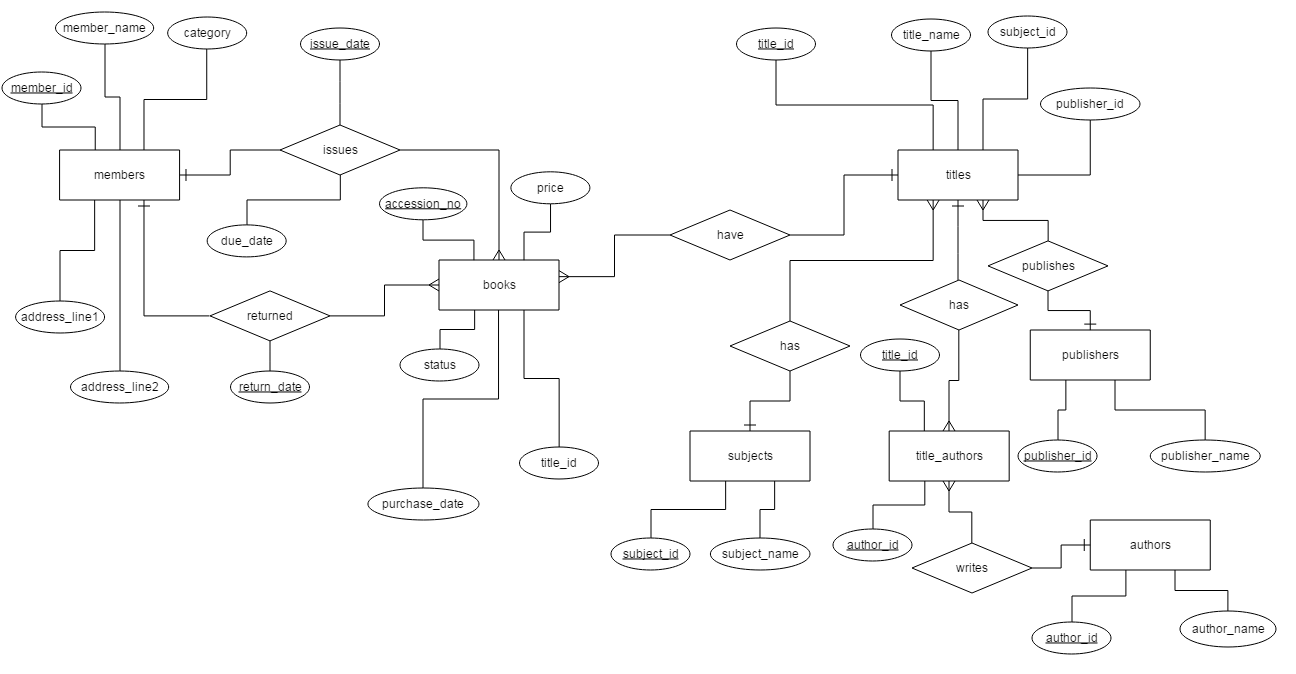 member_name
category
issue_date
title_id
title_name
subject_id
member_id
publisher_id
members
issues
titles
accession_no
price
due_date
have
publishes
books
has
address_line1
returned
has
status
title_id
publishers
address_line2
return_date
title_id
subjects
title_authors
publisher_id
publisher_name
purchase_date
subject_id
subject_name
author_id
authors
writes
author_id
author_name